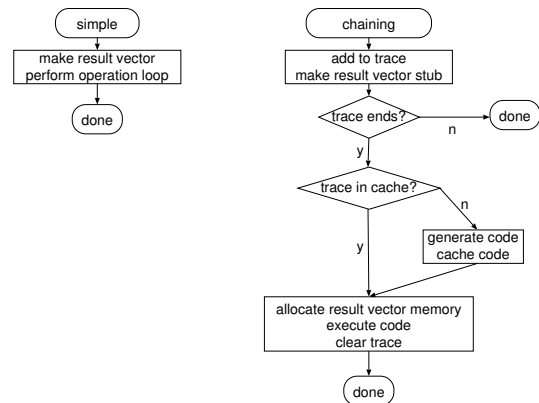 simple
make result vector
perform operation loop
done
chaining
add to trace
make result vector stub
trace ends?
n
done
y
trace in cache?
n
generate code
cache code
y
allocate result vector memory
execute code
clear trace
done